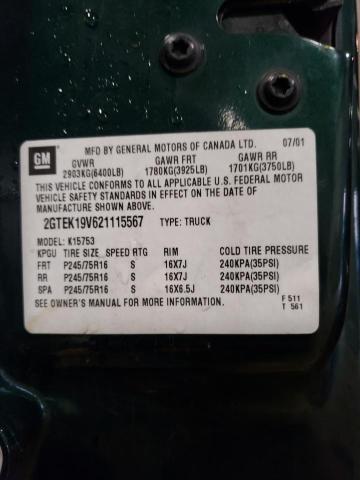 GM
MFD BY GENERAL MOTORS OF CANADA LTD. 07/01
GVWR GAWR FRT GAWR RR
2903KG(6400LB) 1780KG(3925LB) 1701KG(3750LB)
THIS VEHICLE CONFORMS TO ALL APPLICABLE U.S. FEDERAL MOTOR
VEHICLE SAFETY STANDARDS IN EFFECT ON THE DATE OF
MANUFACTURE SHOWN ABOVE.
2GTEK19V621115567 TYPE: TRUCK
MODEL: K15753
KPGU TIRE SIZE SPEED RTG RIM COLD TIRE PRESSURE
FRT P245/75R16 S 16X7J 240KPA(35PSI)
RR P245/75R16 S 16X7J 240KPA(35PSI)
SPA P245/75R16 S 16X6.5J 240KPA(35PSI)
SEE OWNER'S MANUAL FOR MORE INFORMATION. F 511
T 561